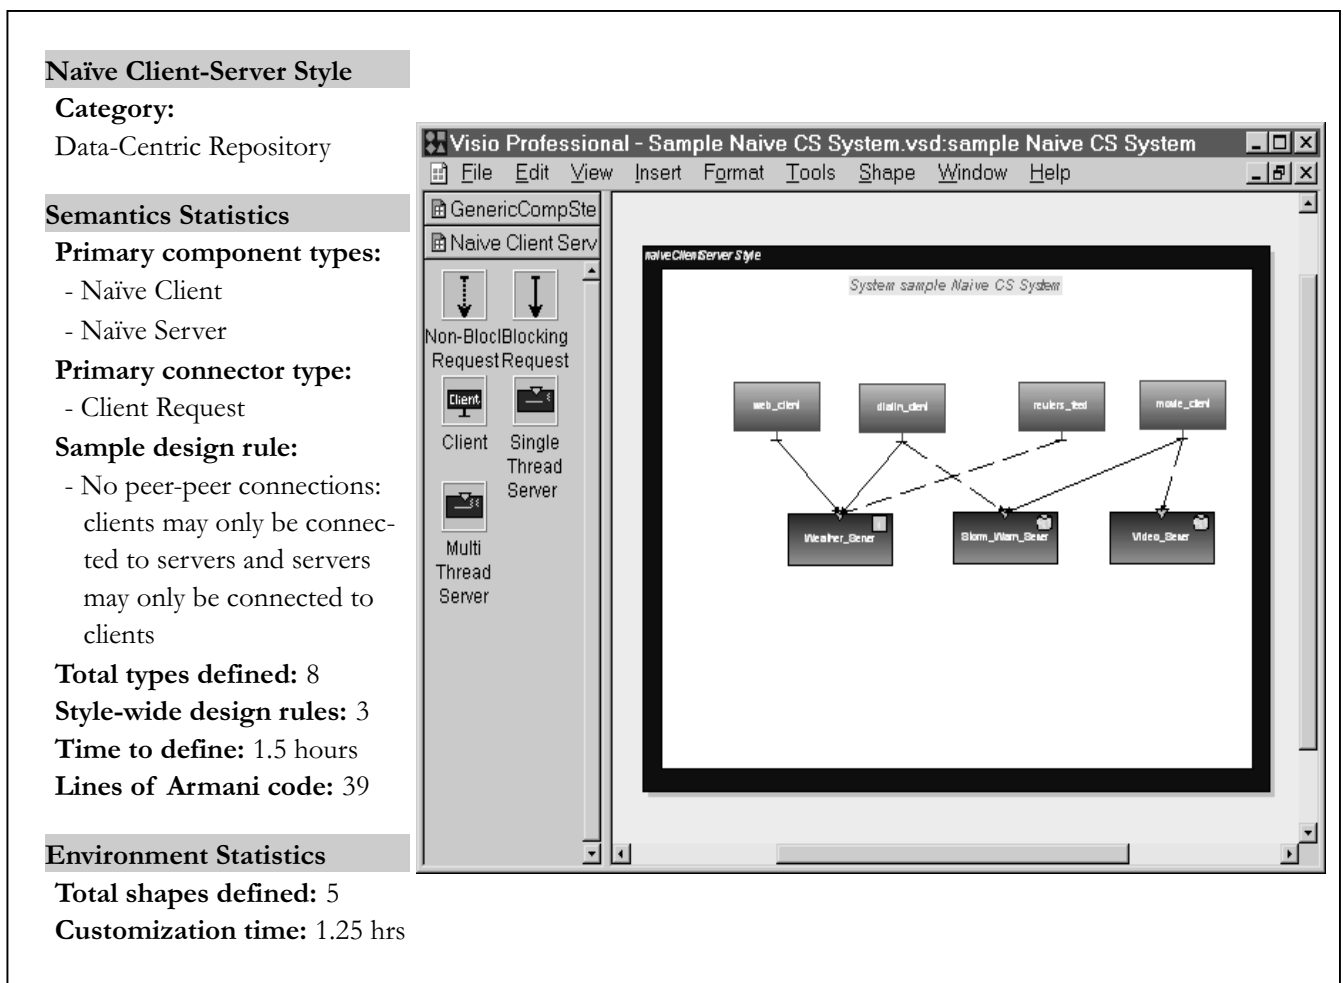 Naïve Client-Server Style
Category:
Data-Centric Repository
Semantics Statistics
Primary component types:
- Naïve Client
- Naïve Server
Primary connector type:
- Client Request
Sample design rule:
- No peer-peer connections:
clients may only be connec-
ted to servers and servers
may only be connected to
clients
Total types defined: 8
Style-wide design rules: 3
Time to define: 1.5 hours
Lines of Armani code: 39
Environment Statistics
Total shapes defined: 5
Customization time: 1.25 hrs
Visio Professional - Sample Naive CS System.vsd:sample Naive CS System
File Edit View Insert Format Tools Shape Window Help
GenericCompSte
Naive Client Serv
Non-Blocl Blocking
Request Request
Client
Client Single
Thread
Server
Multi
Thread
Server
naiveClientServer Style
System sample Naive CS System
web_client dialin_client reuters_feed movie_client
Weather_Server Storm_Warn_Server Video_Server